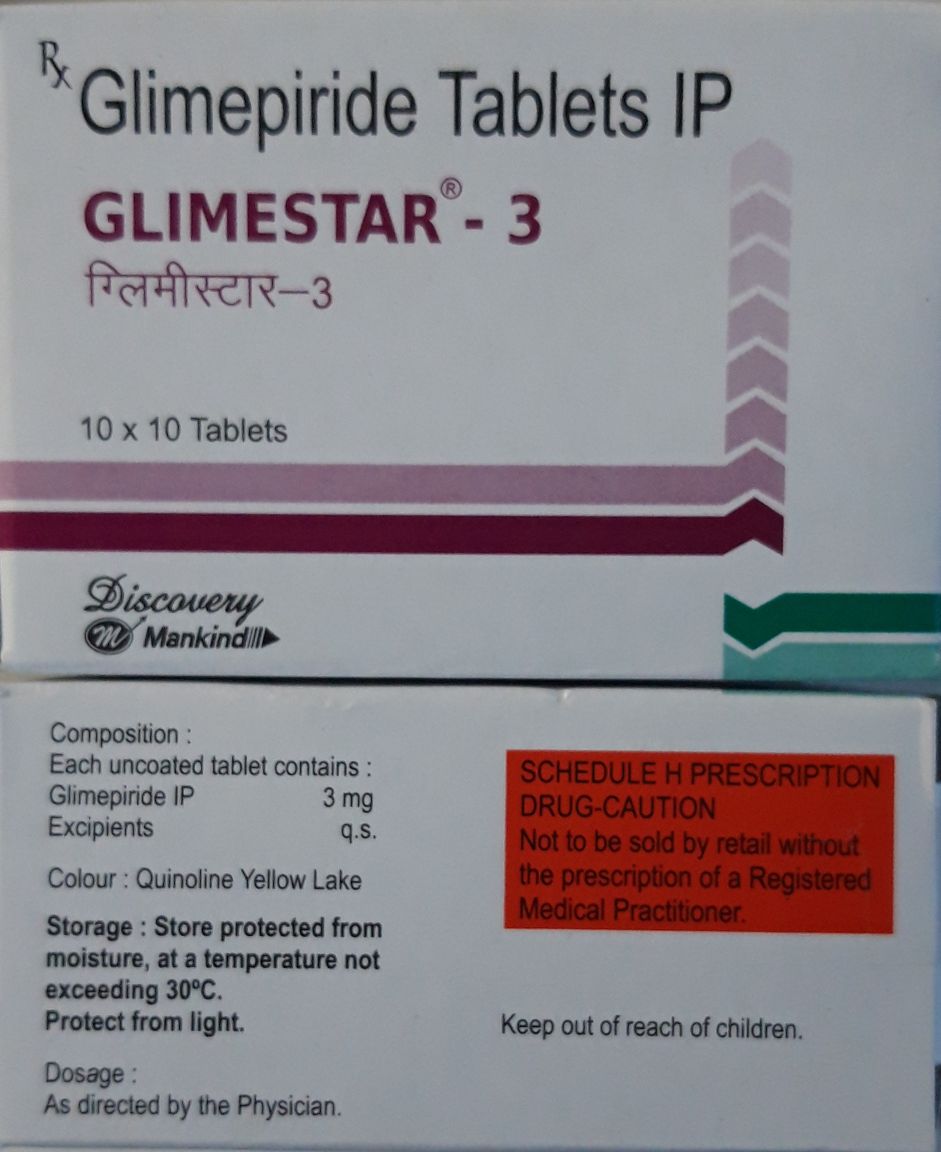 Rx Glimepiride Tablets IP
GLIMESTAR® - 3
ग्लिमीस्टार–3
10 x 10 Tablets
Discovery
Mankind
Composition :
Each uncoated tablet contains :
Glimepiride IP 3 mg
Excipients q.s.
Colour : Quinoline Yellow Lake
Storage : Store protected from
moisture, at a temperature not
exceeding 30ºC.
Protect from light.
Dosage :
As directed by the Physician.
SCHEDULE H PRESCRIPTION
DRUG-CAUTION
Not to be sold by retail without
the prescription of a Registered
Medical Practitioner.
Keep out of reach of children.